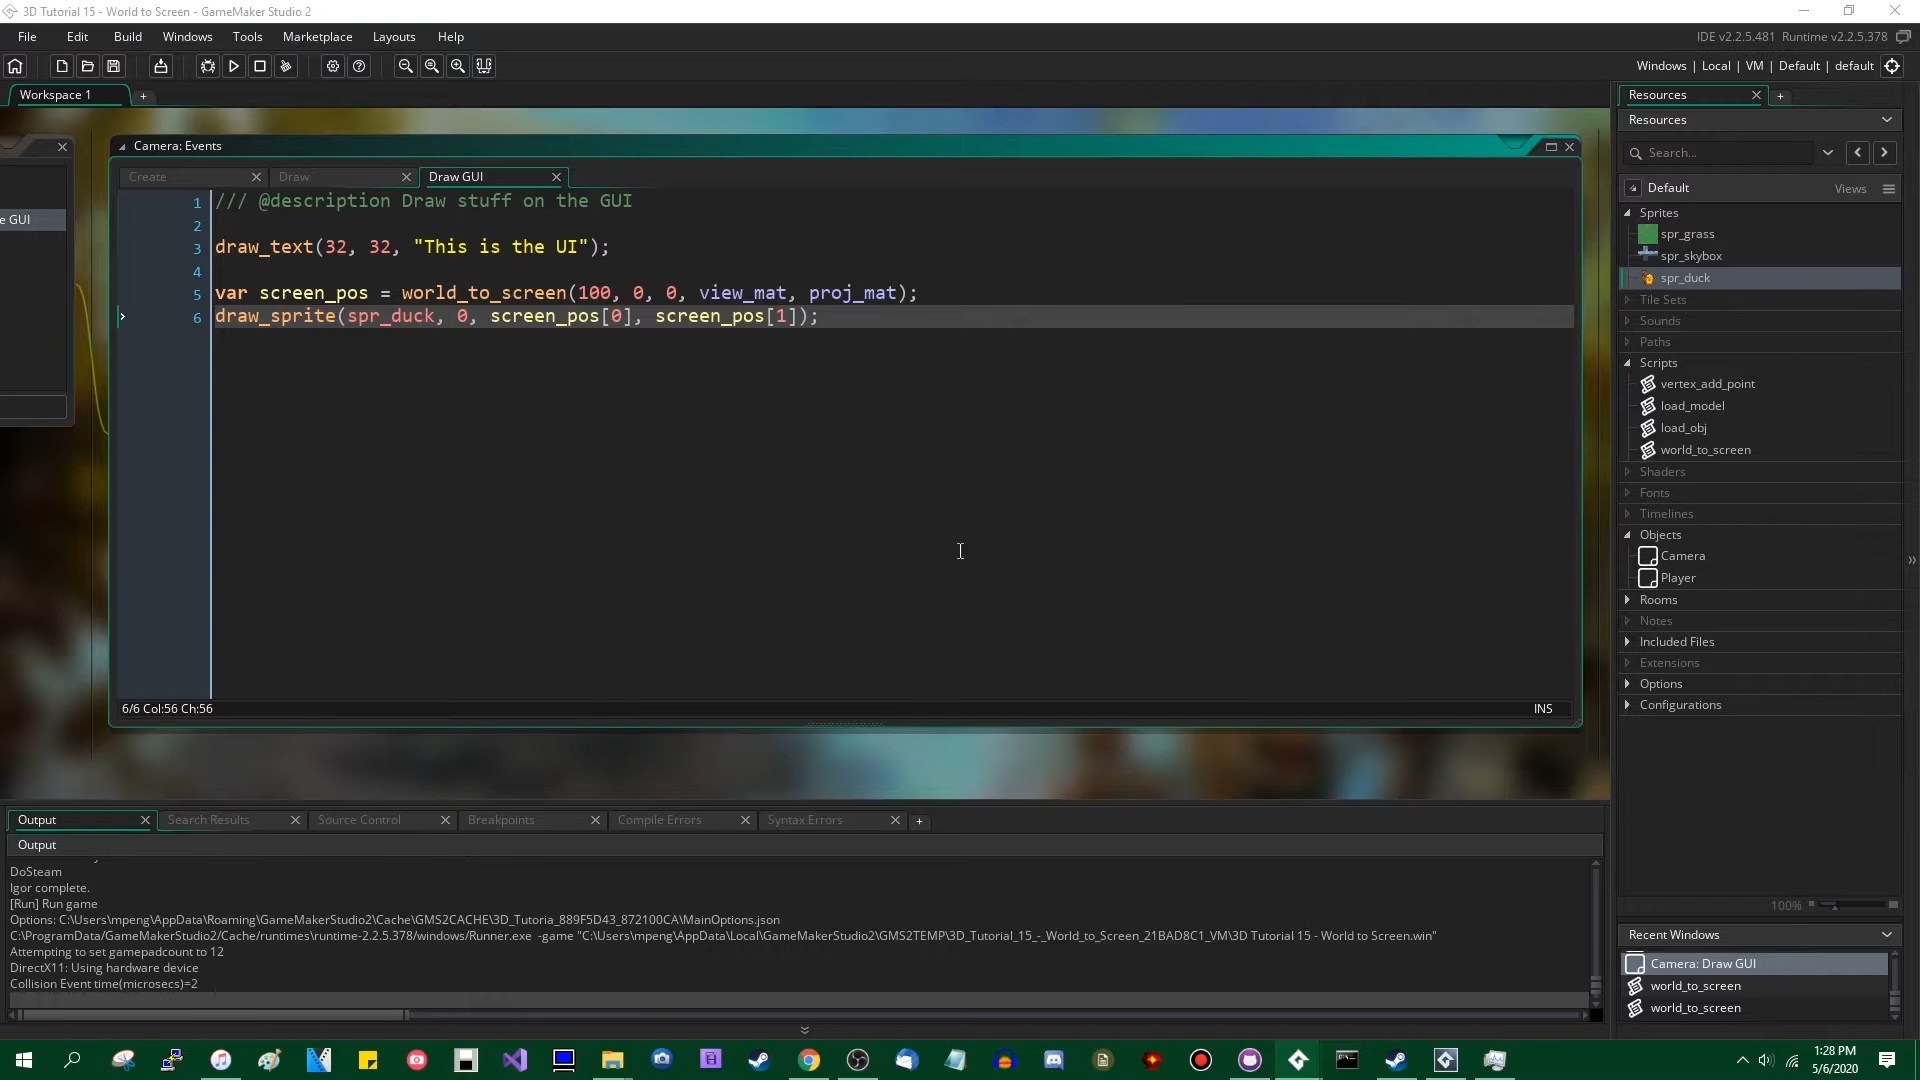 3D Tutorial 15 - World to Screen - GameMaker Studio 2
File Edit Build Windows Tools Marketplace Layouts Help
IDE v2.2.5.481 Runtime v2.2.5.378
Windows | Local | VM | Default | default
Workspace 1
Resources
Resources
Search...
Default
Views
Sprites
spr_grass
spr_skybox
spr_duck
Tile Sets
Sounds
Paths
Scripts
vertex_add_point
load_model
load_obj
world_to_screen
Shaders
Fonts
Timelines
Objects
Camera
Player
Rooms
Notes
Included Files
Extensions
Options
Configurations
100%
Recent Windows
Camera: Draw GUI
world_to_screen
world_to_screen
e GUI
Camera: Events
Create Draw Draw GUI
1 /// @description Draw stuff on the GUI
2
3 draw_text(32, 32, "This is the UI");
4
5 var screen_pos = world_to_screen(100, 0, 0, view_mat, proj_mat);
6 draw_sprite(spr_duck, 0, screen_pos[0], screen_pos[1]);
6/6 Col:56 Ch:56
INS
Output Search Results Source Control Breakpoints Compile Errors Syntax Errors
Output
DoSteam
Igor complete.
[Run] Run game
Options: C:\Users\mpeng\AppData\Roaming\GameMakerStudio2\Cache\GMS2CACHE\3D_Tutoria_889F5D43_872100CA\MainOptions.json
C:\ProgramData/GameMakerStudio2/Cache/runtimes\runtime-2.2.5.378/windows/Runner.exe -game "C:\Users\mpeng\AppData\Local\GameMakerStudio2\GMS2TEMP\3D_Tutorial_15_-_World_to_Screen_21BAD8C1_VM\3D Tutorial 15 - World to Screen.win"
Attempting to set gamepadcount to 12
DirectX11: Using hardware device
Collision Event time(microsecs)=2
1:28 PM
5/6/2020